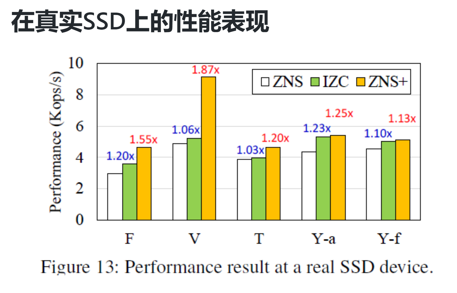 在真实SSD上的性能表现
Performance (Kops/s)
10
8
6
4
2
0
ZNS IZC ZNS+
1.20x 1.55x
1.06x 1.87x
1.03x 1.20x
1.23x 1.25x
1.10x 1.13x
F V T Y-a Y-f
Figure 13: Performance result at a real SSD device.